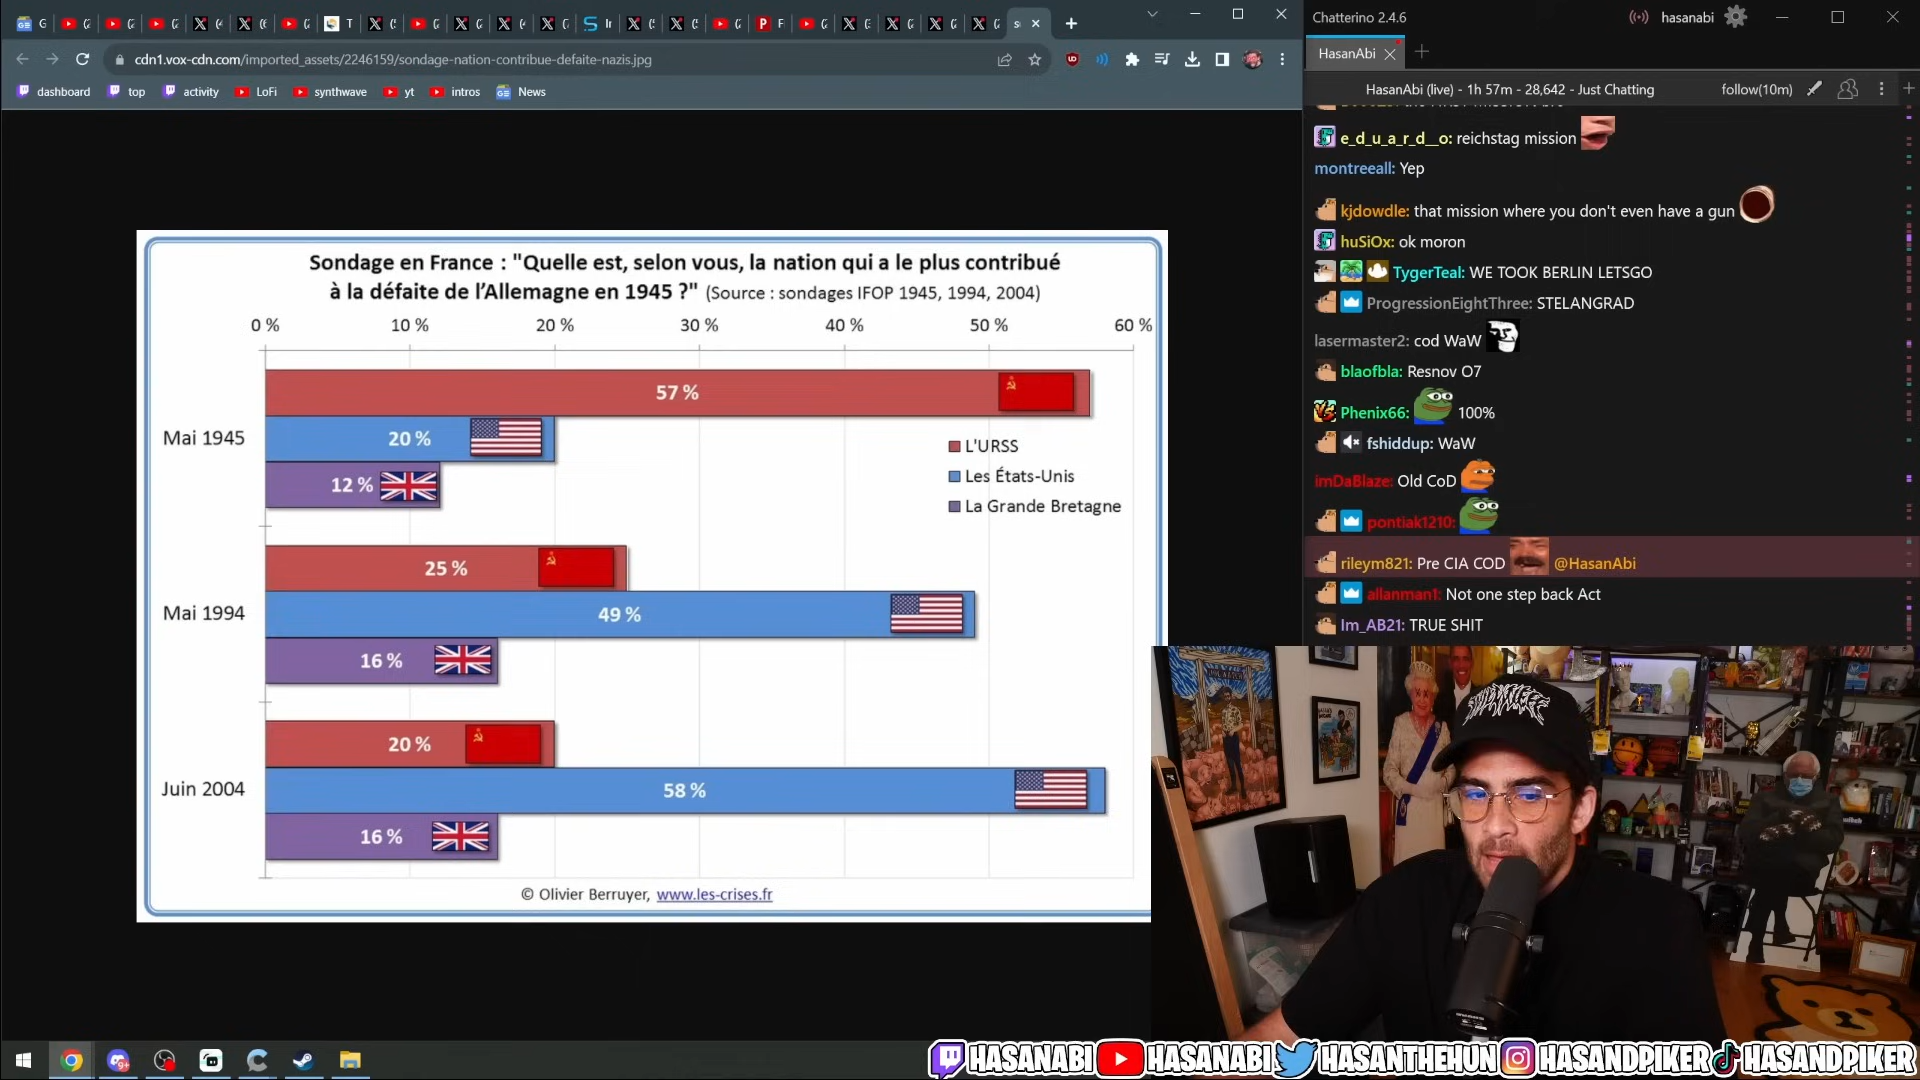 cdn1.vox-cdn.com/imported_assets/2246159/sondage-nation-contribue-defaite-nazis.jpg
dashboard top activity LoFi synthwave yt intros News
Sondage en France : "Quelle est, selon vous, la nation qui a le plus contribué
à la défaite de l'Allemagne en 1945 ?" (Source : sondages IFOP 1945, 1994, 2004)
0 % 10 % 20 % 30 % 40 % 50 % 60 %
57 %
Mai 1945
20 %
12 %
L'URSS
Les États-Unis
La Grande Bretagne
25 %
Mai 1994
49 %
16 %
20 %
Juin 2004
58 %
16 %
© Olivier Berruyer, www.les-crises.fr
Chatterino 2.4.6
hasanabi
HasanAbi
HasanAbi (live) - 1h 57m - 28,642 - Just Chatting
follow(10m)
e_d_u_a_r_d__o: reichstag mission
montreeall: Yep
kjdowdle: that mission where you don't even have a gun
huSiOx: ok moron
TygerTeal: WE TOOK BERLIN LETSGO
ProgressionEightThree: STELANGRAD
lasermaster2: cod WaW
blaofbla: Resnov O7
Phenix66: 100%
fshiddup: WaW
imDaBlaze: Old CoD
pontiak1210:
rileym821: Pre CIA COD @HasanAbi
allanman1: Not one step back Act
Im_AB21: TRUE SHIT
HASANABI HASANABI HASANTHEHUN HASANDPIKER HASANDPIKER